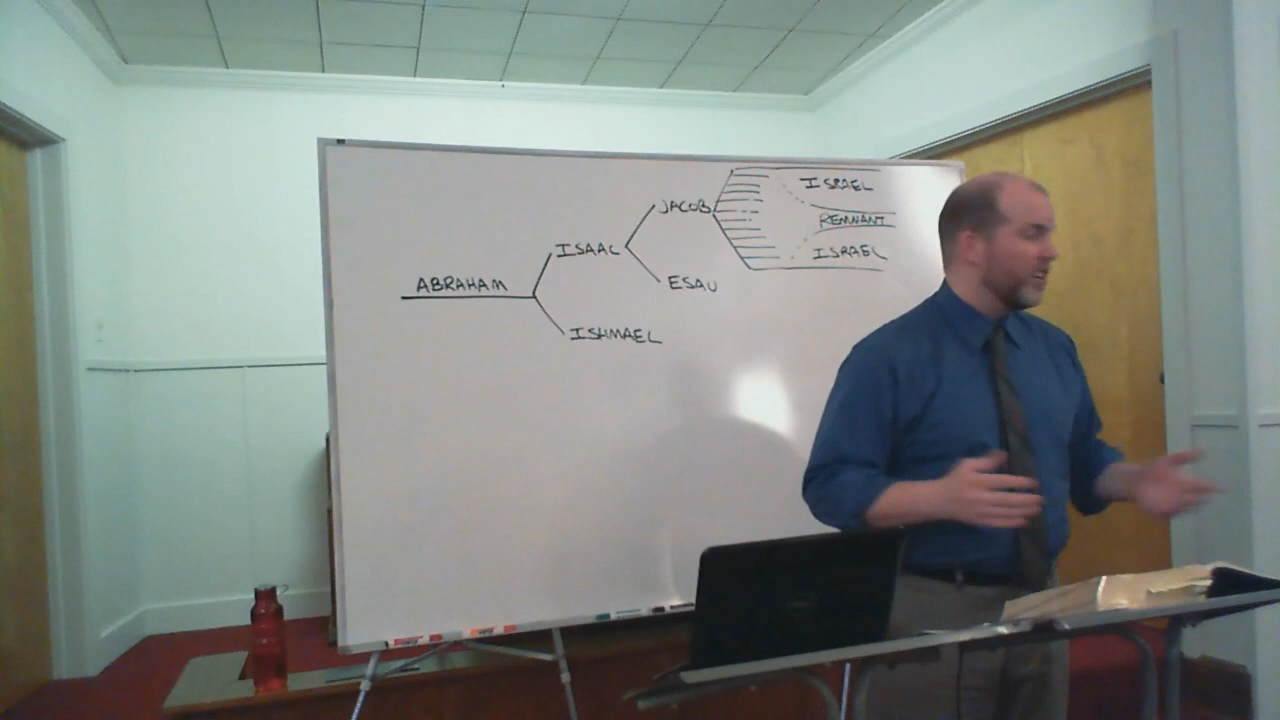 ABRAHAM
ISAAC
ISHMAEL
JACOB
ESAU
ISRAEL
REMNANT
ISRAEL